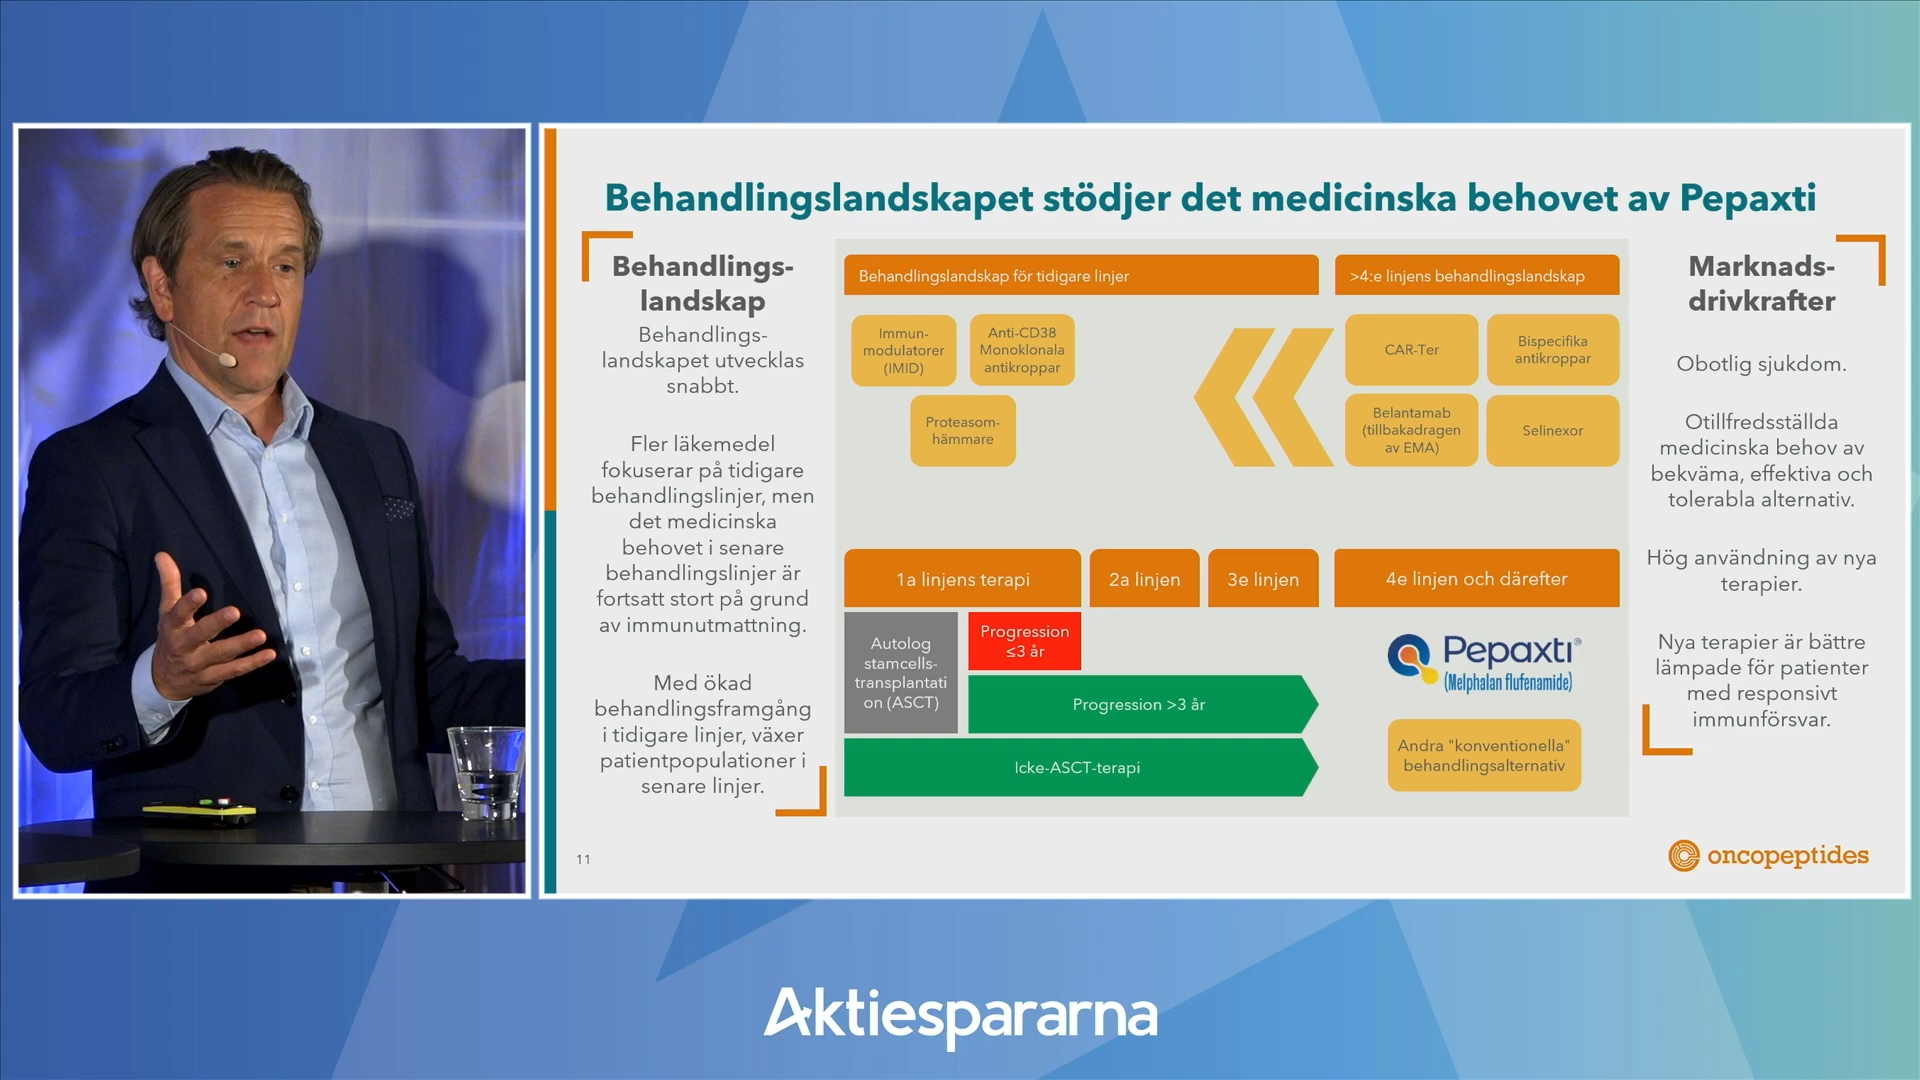 Behandlingslandskapet stödjer det medicinska behovet av Pepaxti
Behandlings-
landskap
Behandlings-
landskapet utvecklas
snabbt.
Fler läkemedel
fokuserar på tidigare
behandlingslinjer, men
det medicinska
behovet i senare
behandlingslinjer är
fortsatt stort på grund
av immunutmattning.
Med ökad
behandlingsframgång
i tidigare linjer, växer
patientpopulationer i
senare linjer.
Behandlingslandskap för tidigare linjer
>4:e linjens behandlingslandskap
Immun-
modulatorer
(IMID)
Anti-CD38
Monoklonala
antikroppar
Proteasom-
hämmare
CAR-Ter
Bispecifika
antikroppar
Belantamab
(tillbakadragen
av EMA)
Selinexor
1a linjens terapi
2a linjen
3e linjen
4e linjen och därefter
Autolog
stamcells-
transplantati
on (ASCT)
Progression
≤3 år
Progression >3 år
Icke-ASCT-terapi
Pepaxti®
(Melphalan flufenamide)
Andra "konventionella"
behandlingsalternativ
Marknads-
drivkrafter
Obotlig sjukdom.
Otillfredsställda
medicinska behov av
bekväma, effektiva och
tolerabla alternativ.
Hög användning av nya
terapier.
Nya terapier är bättre
lämpade för patienter
med responsivt
immunförsvar.
11
oncopeptides
Aktiespararna